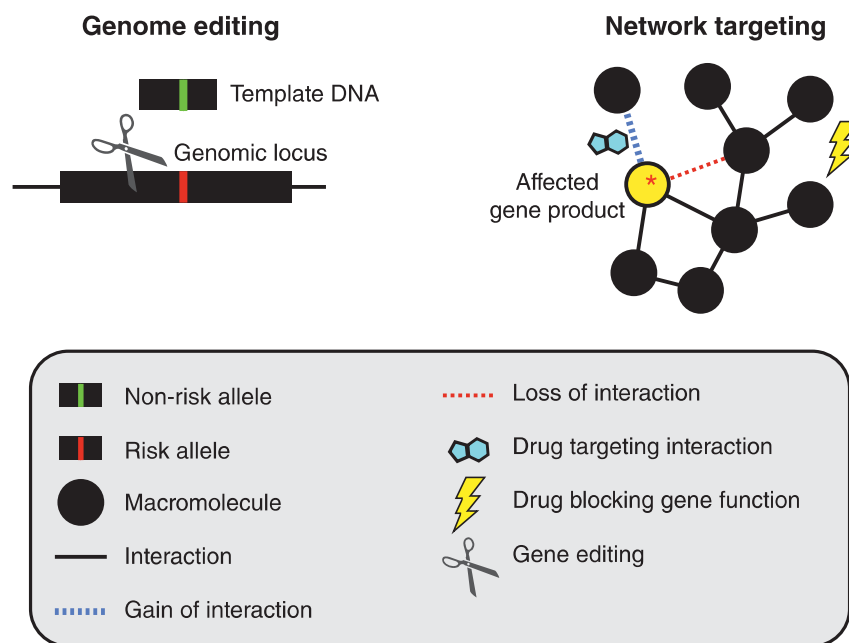 Genome editing
Network targeting
Template DNA
Genomic locus
Affected
gene product
*
Non-risk allele
Risk allele
Macromolecule
Interaction
Gain of interaction
Loss of interaction
Drug targeting interaction
Drug blocking gene function
Gene editing